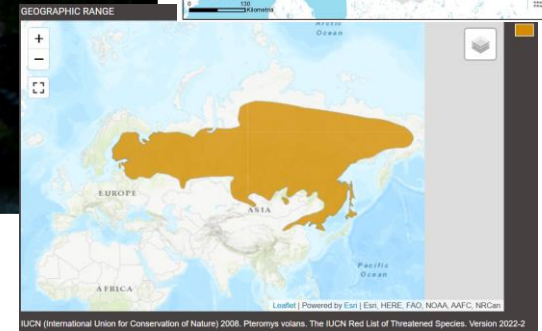 0 130
Kilometers
GEOGRAPHIC RANGE
+
−
Arctic
Ocean
EUROPE
ASIA
AFRICA
Pacific
Ocean
Leaflet | Powered by Esri | Esri, HERE, FAO, NOAA, AAFC, NRCan
IUCN (International Union for Conservation of Nature) 2008. Pteromys volans. The IUCN Red List of Threatened Species. Version 2022-2